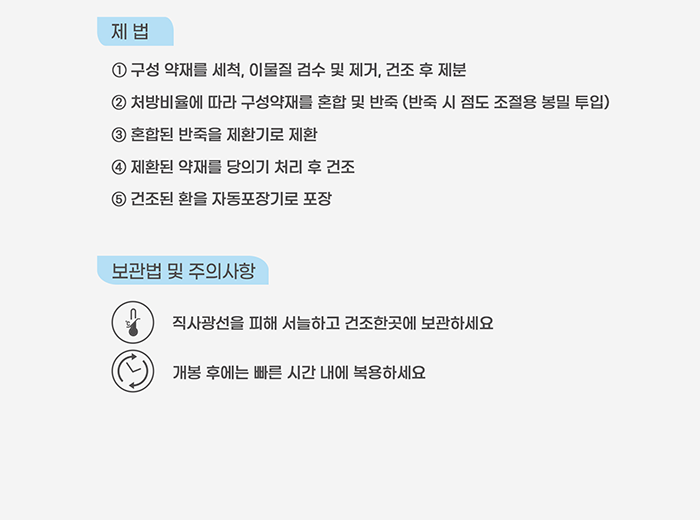 제 법
① 구성 약재를 세척, 이물질 검수 및 제거, 건조 후 제분
② 처방비율에 따라 구성약재를 혼합 및 반죽 (반죽 시 점도 조절용 봉밀 투입)
③ 혼합된 반죽을 제환기로 제환
④ 제환된 약재를 당의기 처리 후 건조
⑤ 건조된 환을 자동포장기로 포장
보관법 및 주의사항
직사광선을 피해 서늘하고 건조한곳에 보관하세요
개봉 후에는 빠른 시간 내에 복용하세요